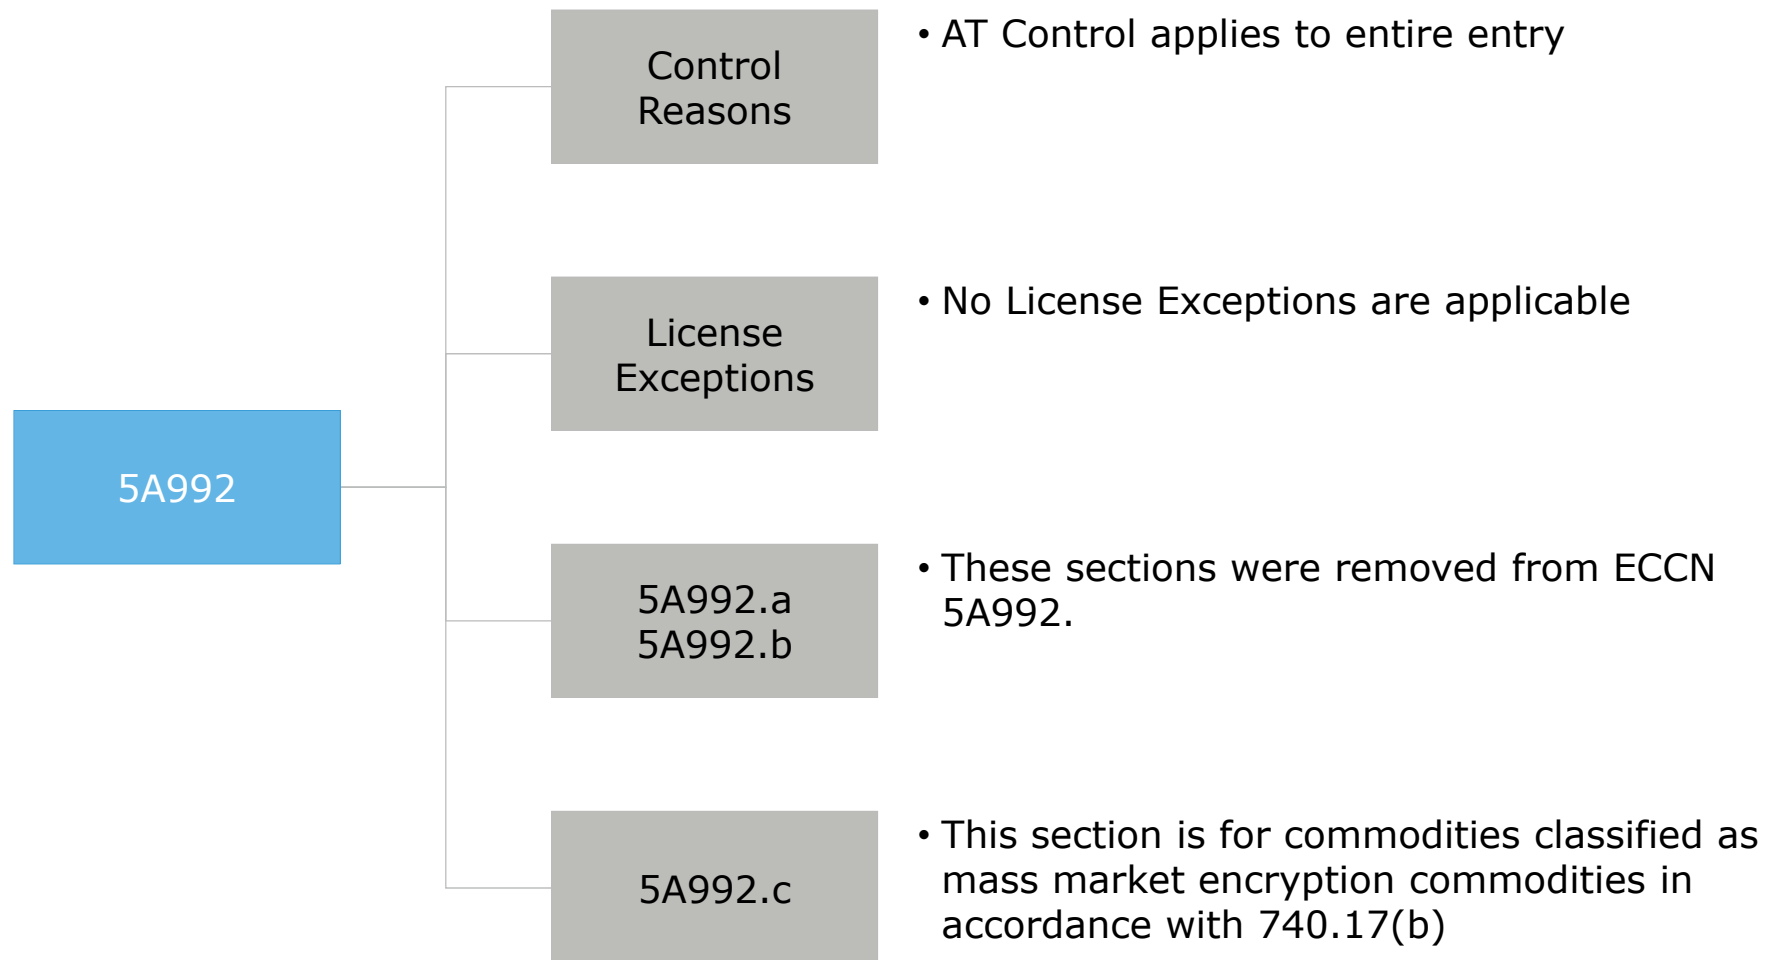 Control
Reasons
• AT Control applies to entire entry
License
Exceptions
• No License Exceptions are applicable
5A992
5A992.a
5A992.b
• These sections were removed from ECCN
5A992.
5A992.c
• This section is for commodities classified as
mass market encryption commodities in
accordance with 740.17(b)